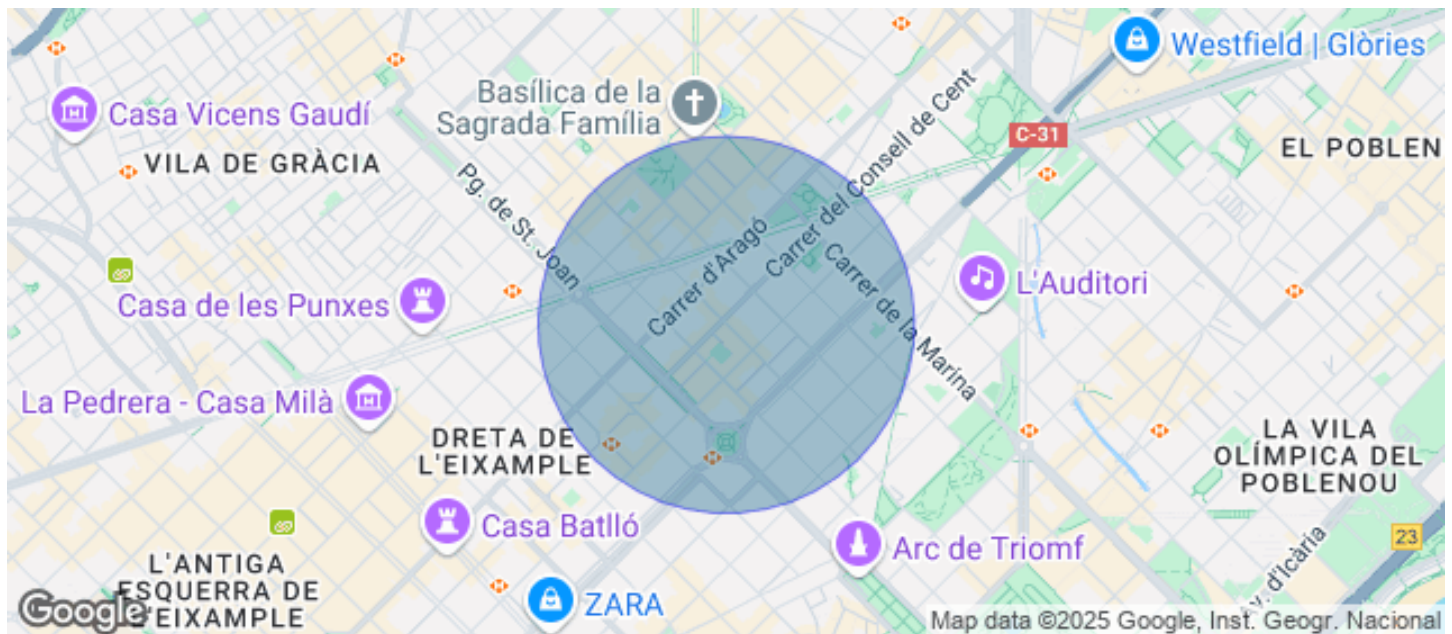 Westfield | Glòries
Basílica de la
Sagrada Família
Casa Vicens Gaudí
C-31
VILA DE GRÀCIA
EL POBLEN
Pg. de St. Joan
Carrer d'Aragó
Carrer del Consell de Cent
Carrer de la Marina
L'Auditori
Casa de les Punxes
La Pedrera - Casa Milà
DRETA DE
L'EIXAMPLE
LA VILA
OLÍMPICA DEL
POBLENOU
Casa Batlló
Arc de Triomf
23
Av. d'Icària
L'ANTIGA
ESQUERRA DE
L'EIXAMPLE
ZARA
Google
Map data ©2025 Google, Inst. Geogr. Nacional